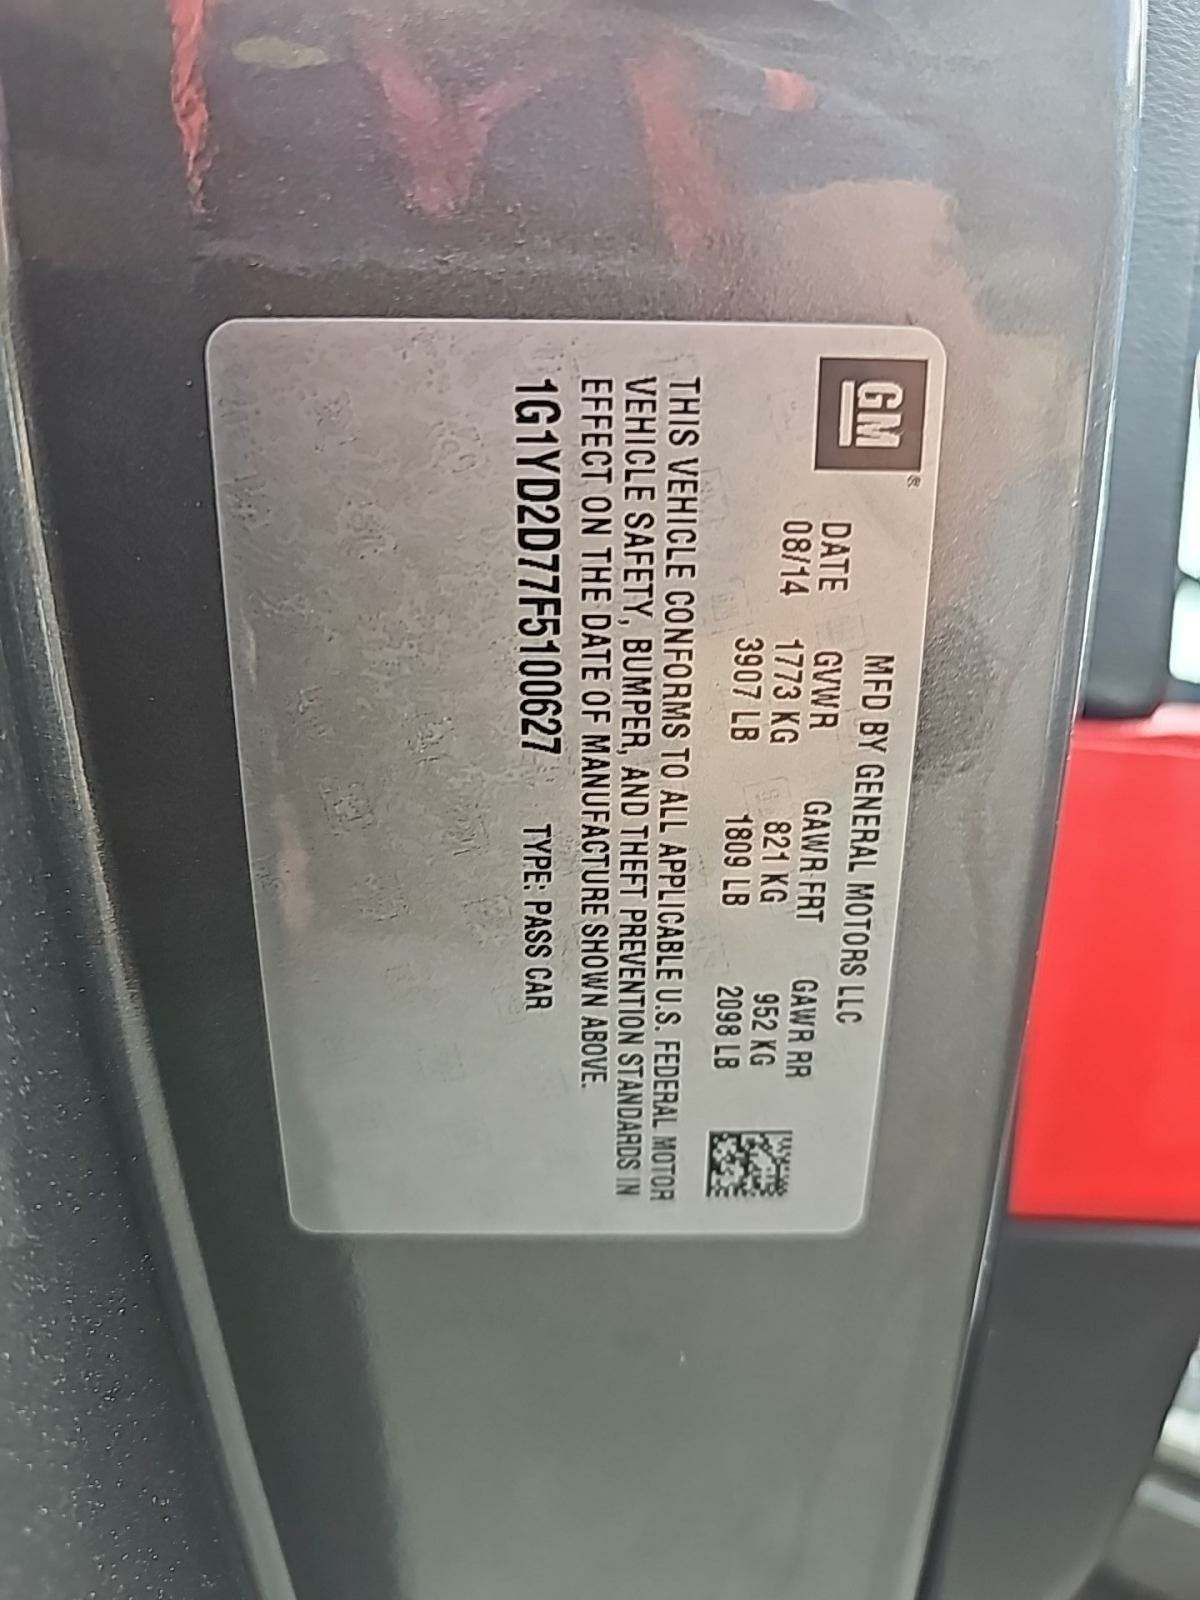 GM®
MFD BY GENERAL MOTORS LLC
DATE GVWR GAWR FRT GAWR RR
08/14 1773 KG 821 KG 952 KG
3907 LB 1809 LB 2098 LB
THIS VEHICLE CONFORMS TO ALL APPLICABLE U.S. FEDERAL MOTOR
VEHICLE SAFETY, BUMPER, AND THEFT PREVENTION STANDARDS IN
EFFECT ON THE DATE OF MANUFACTURE SHOWN ABOVE.
1G1YD2D77F5100627 TYPE: PASS CAR